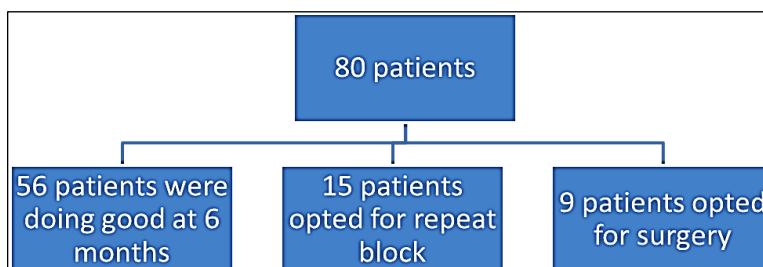 80 patients
56 patients were
doing good at 6
months
15 patients
opted for repeat
block
9 patients opted
for surgery